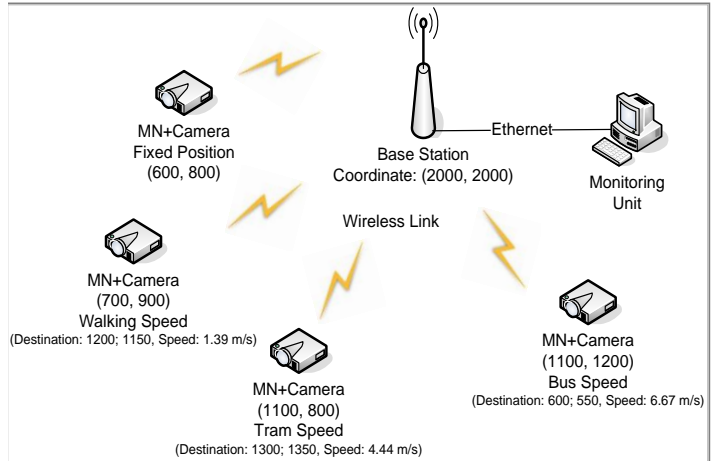 MN+Camera
Fixed Position
(600, 800)
Base Station
Coordinate: (2000, 2000)
Ethernet
Monitoring
Unit
Wireless Link
MN+Camera
(700, 900)
Walking Speed
(Destination: 1200; 1150, Speed: 1.39 m/s)
MN+Camera
(1100, 800)
Tram Speed
(Destination: 1300; 1350, Speed: 4.44 m/s)
MN+Camera
(1100, 1200)
Bus Speed
(Destination: 600; 550, Speed: 6.67 m/s)